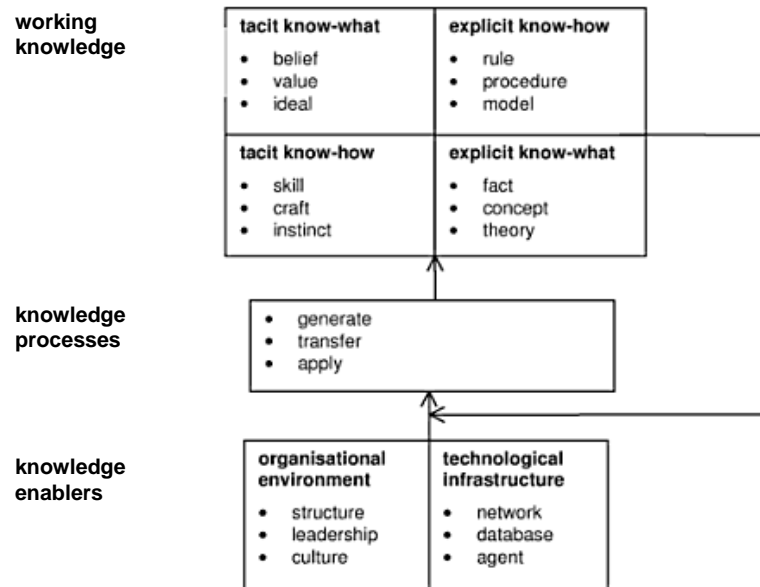 working
knowledge
tacit know-what
• belief
• value
• ideal
explicit know-how
• rule
• procedure
• model
tacit know-how
• skill
• craft
• instinct
explicit know-what
• fact
• concept
• theory
knowledge
processes
• generate
• transfer
• apply
knowledge
enablers
organisational
environment
• structure
• leadership
• culture
technological
infrastructure
• network
• database
• agent